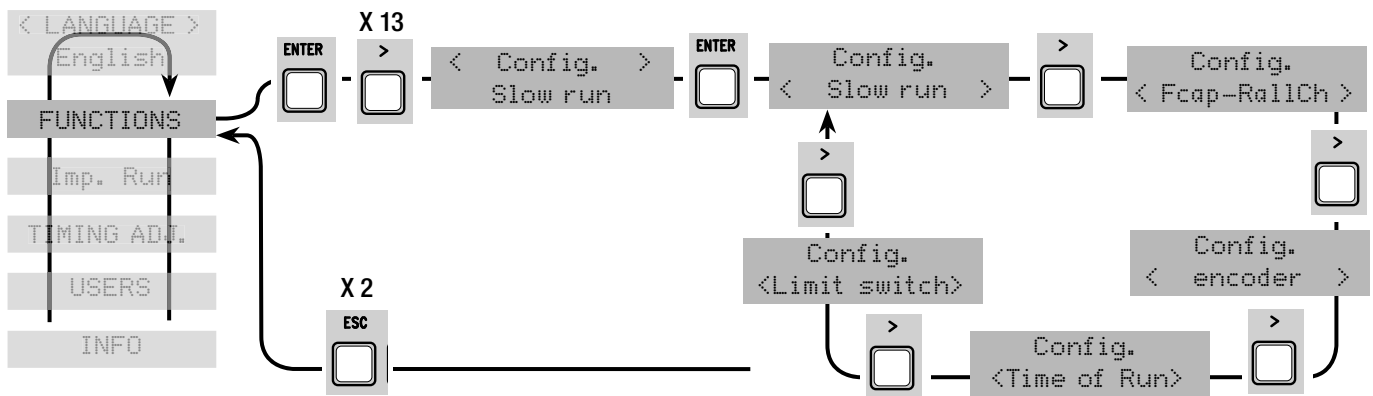 < LANGUAGE >
English
FUNCTIONS
Imp. Run
TIMING ADJ.
USERS
INFO
ENTER
X 13
>
< Config. >
Slow run
ENTER
Config.
< Slow run >
>
Config.
< Fcap-RallCh >
>
Config.
< encoder >
>
Config.
<Time of Run>
>
Config.
<Limit switch>
>
X 2
ESC